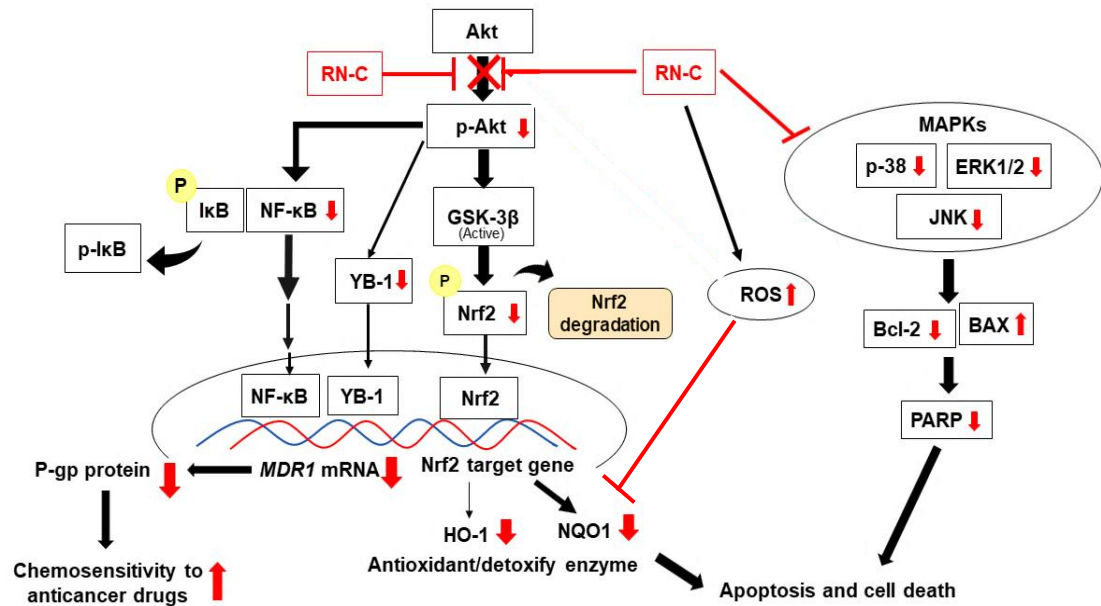 Akt
RN-C
RN-C
p-Akt
MAPKs
p-38
ERK1/2
JNK
P
IκB
NF-κB
GSK-3β
(Active)
p-IκB
YB-1
P
Nrf2
Nrf2
degradation
ROS
Bcl-2
BAX
NF-κB
YB-1
Nrf2
PARP
P-gp protein
MDR1 mRNA
Nrf2 target gene
HO-1
NQO1
Antioxidant/detoxify enzyme
Chemosensitivity to
anticancer drugs
Apoptosis and cell death